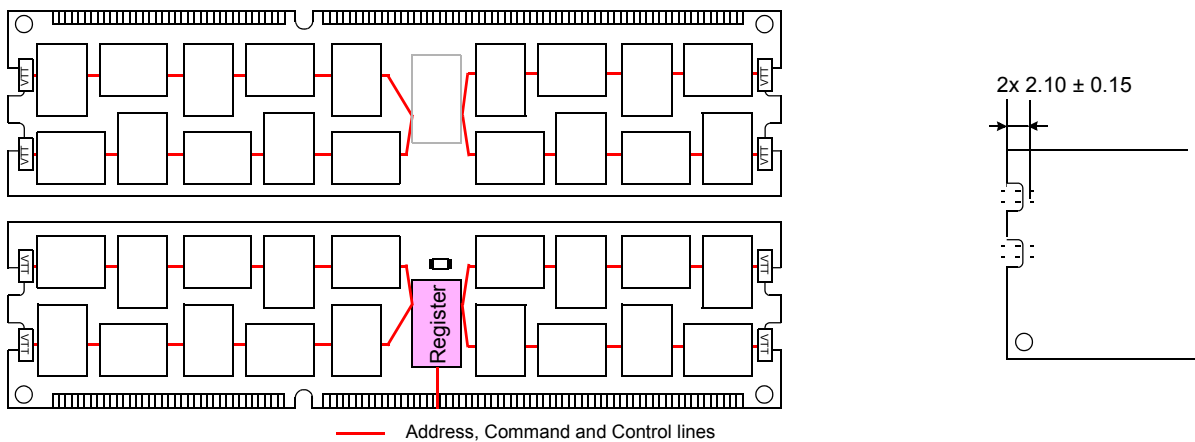 VTT
VTT
VTT
VTT
2x 2.10 ± 0.15
VTT
VTT
Register
VTT
VTT
Address, Command and Control lines